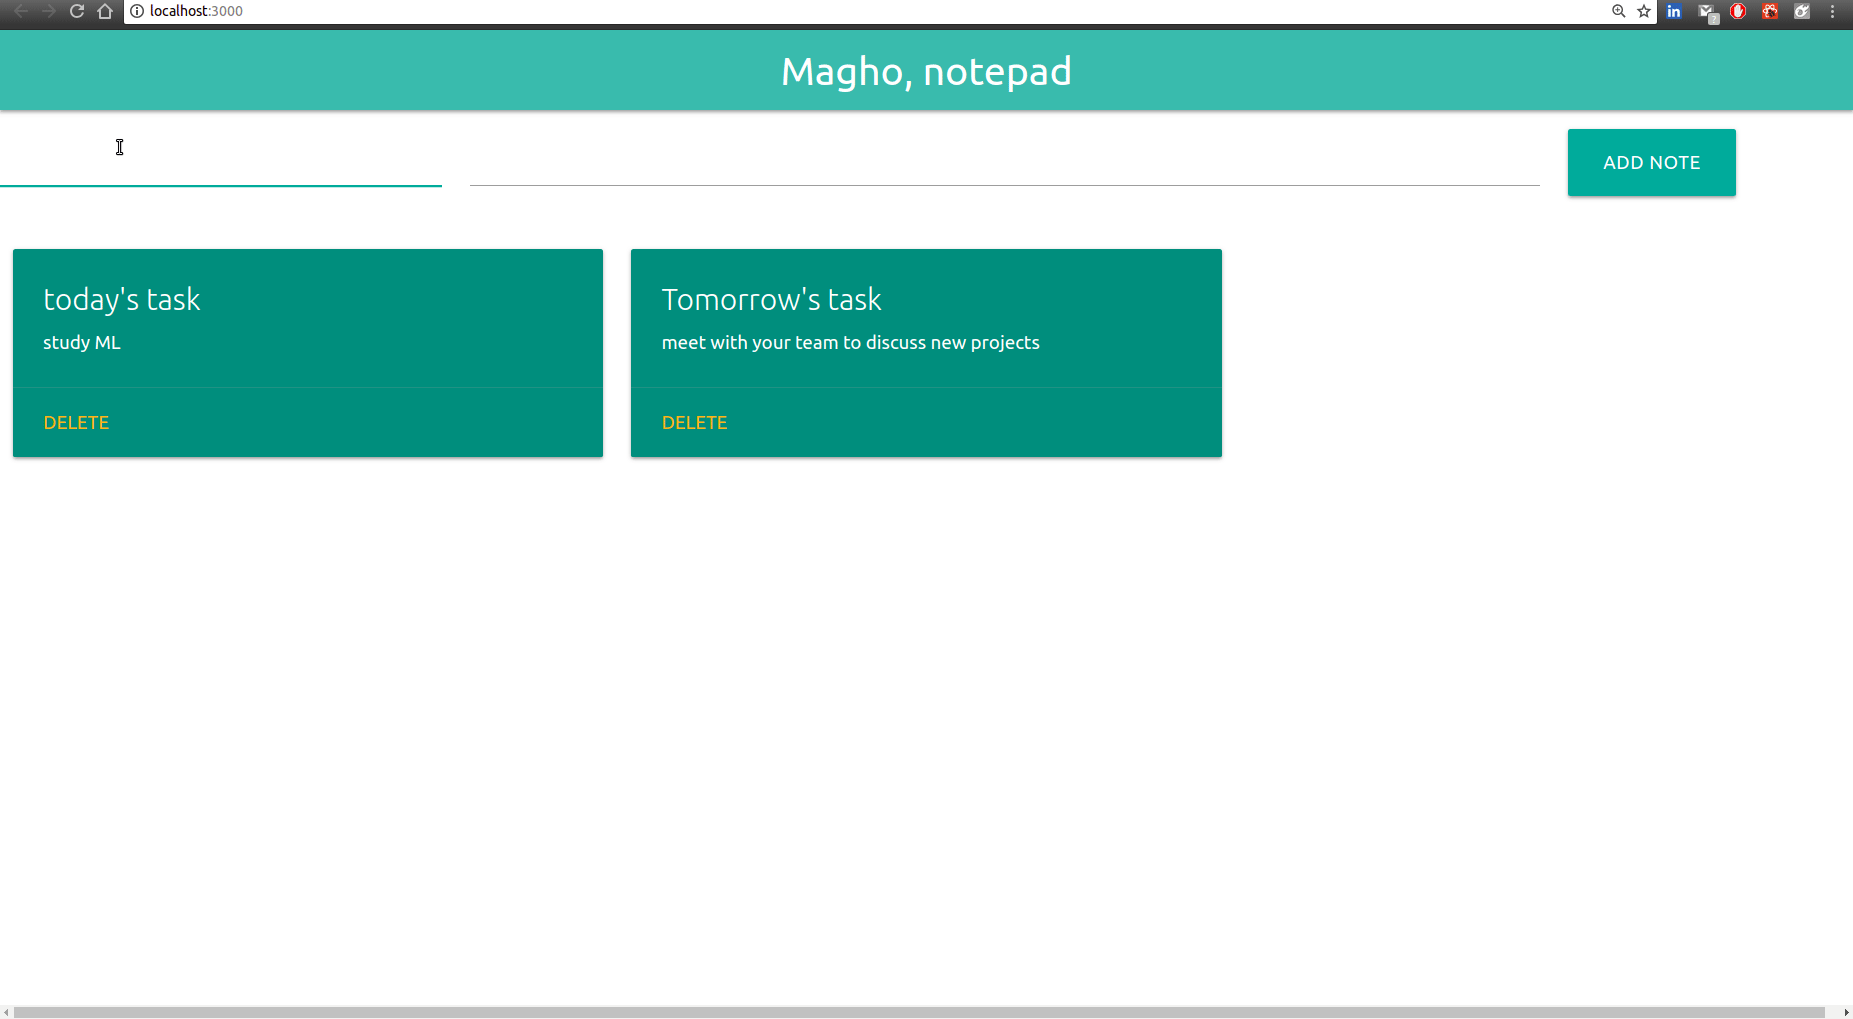 localhost:3000
in
?
Magho, notepad
ADD NOTE
today's task
study ML
DELETE
Tomorrow's task
meet with your team to discuss new projects
DELETE